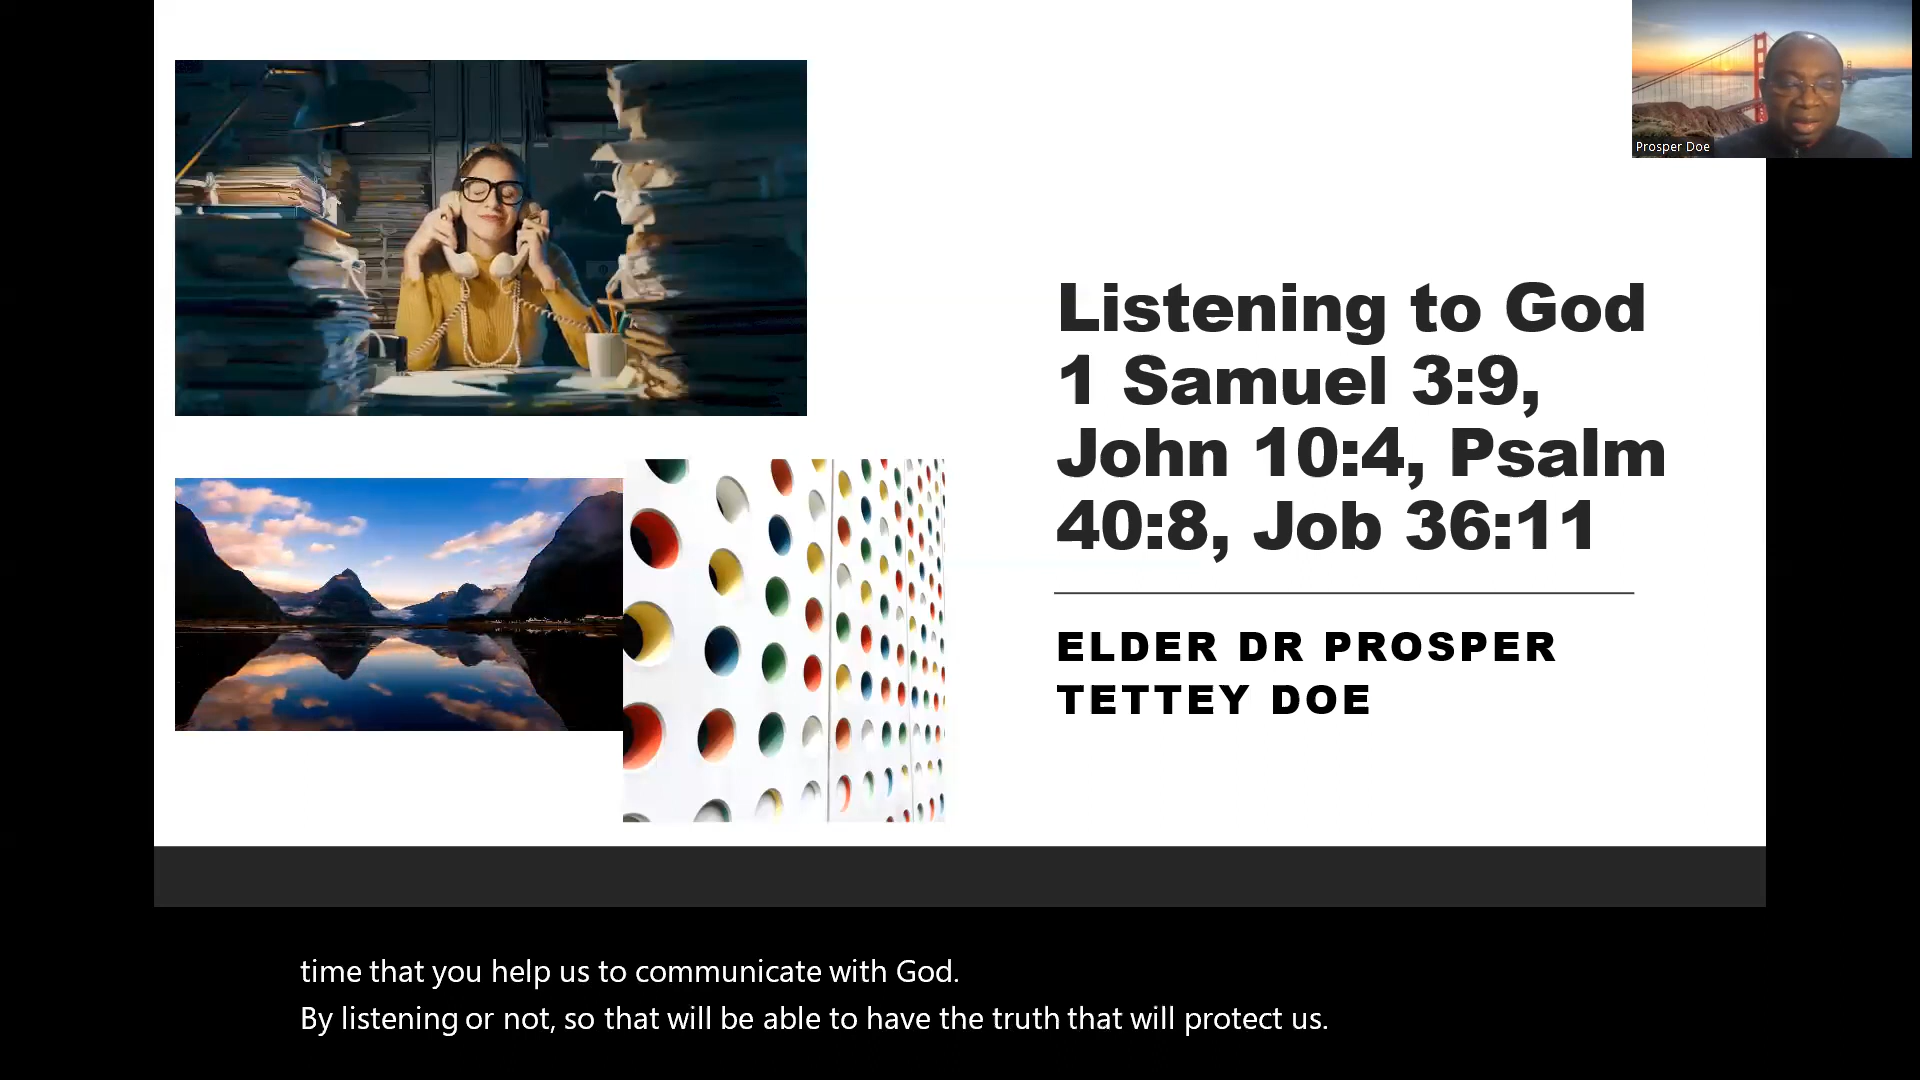 Prosper Doe
Listening to God
1 Samuel 3:9,
John 10:4, Psalm
40:8, Job 36:11
ELDER DR PROSPER
TETTEY DOE
time that you help us to communicate with God.
By listening or not, so that will be able to have the truth that will protect us.